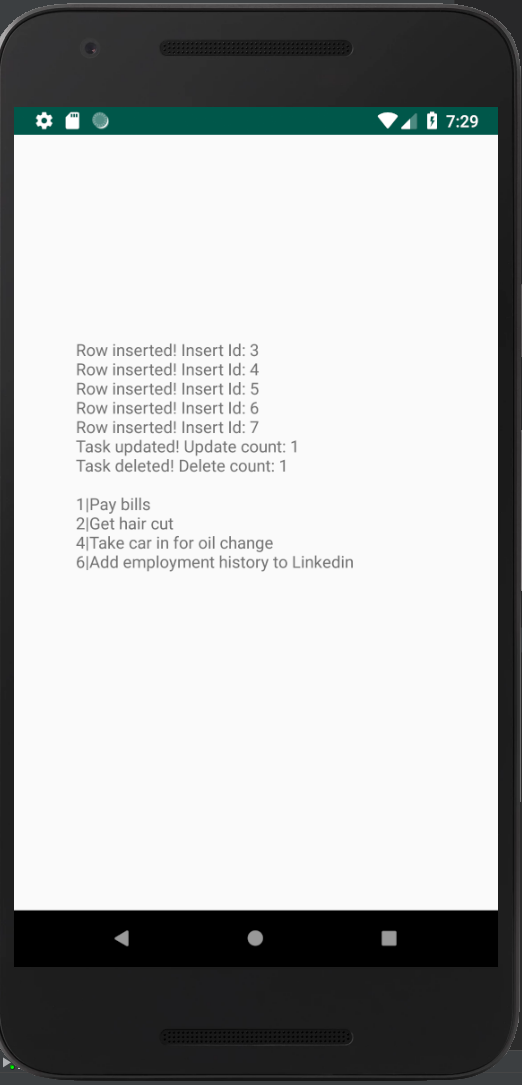 7:29
Row inserted! Insert Id: 3
Row inserted! Insert Id: 4
Row inserted! Insert Id: 5
Row inserted! Insert Id: 6
Row inserted! Insert Id: 7
Task updated! Update count: 1
Task deleted! Delete count: 1
1|Pay bills
2|Get hair cut
4|Take car in for oil change
6|Add employment history to Linkedin